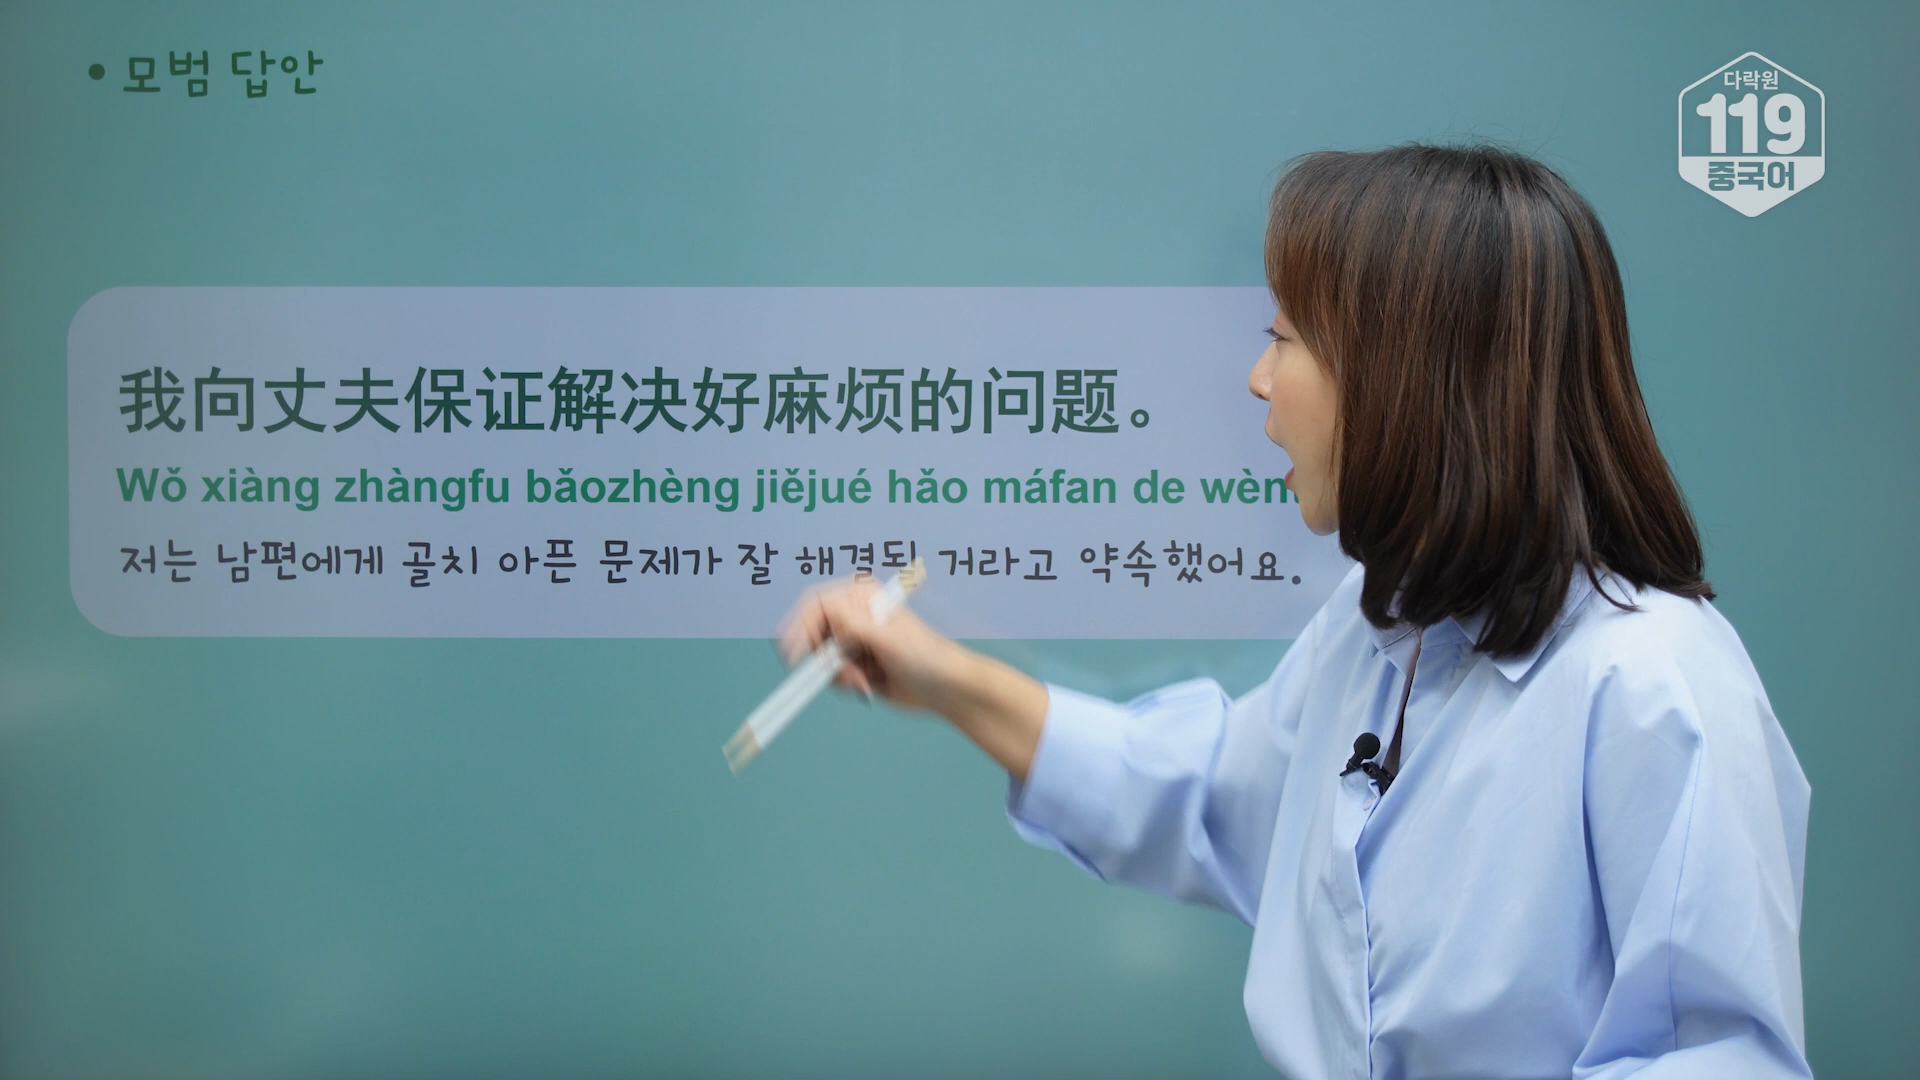 • 모범 답안
다락원
119
중국어
我向丈夫保证解决好麻烦的问题。
Wǒ xiàng zhàngfu bǎozhèng jiějué hǎo máfan de
저는 남편에게 골치 아픈 문제가 잘 해결될 거라고 약속했어요.